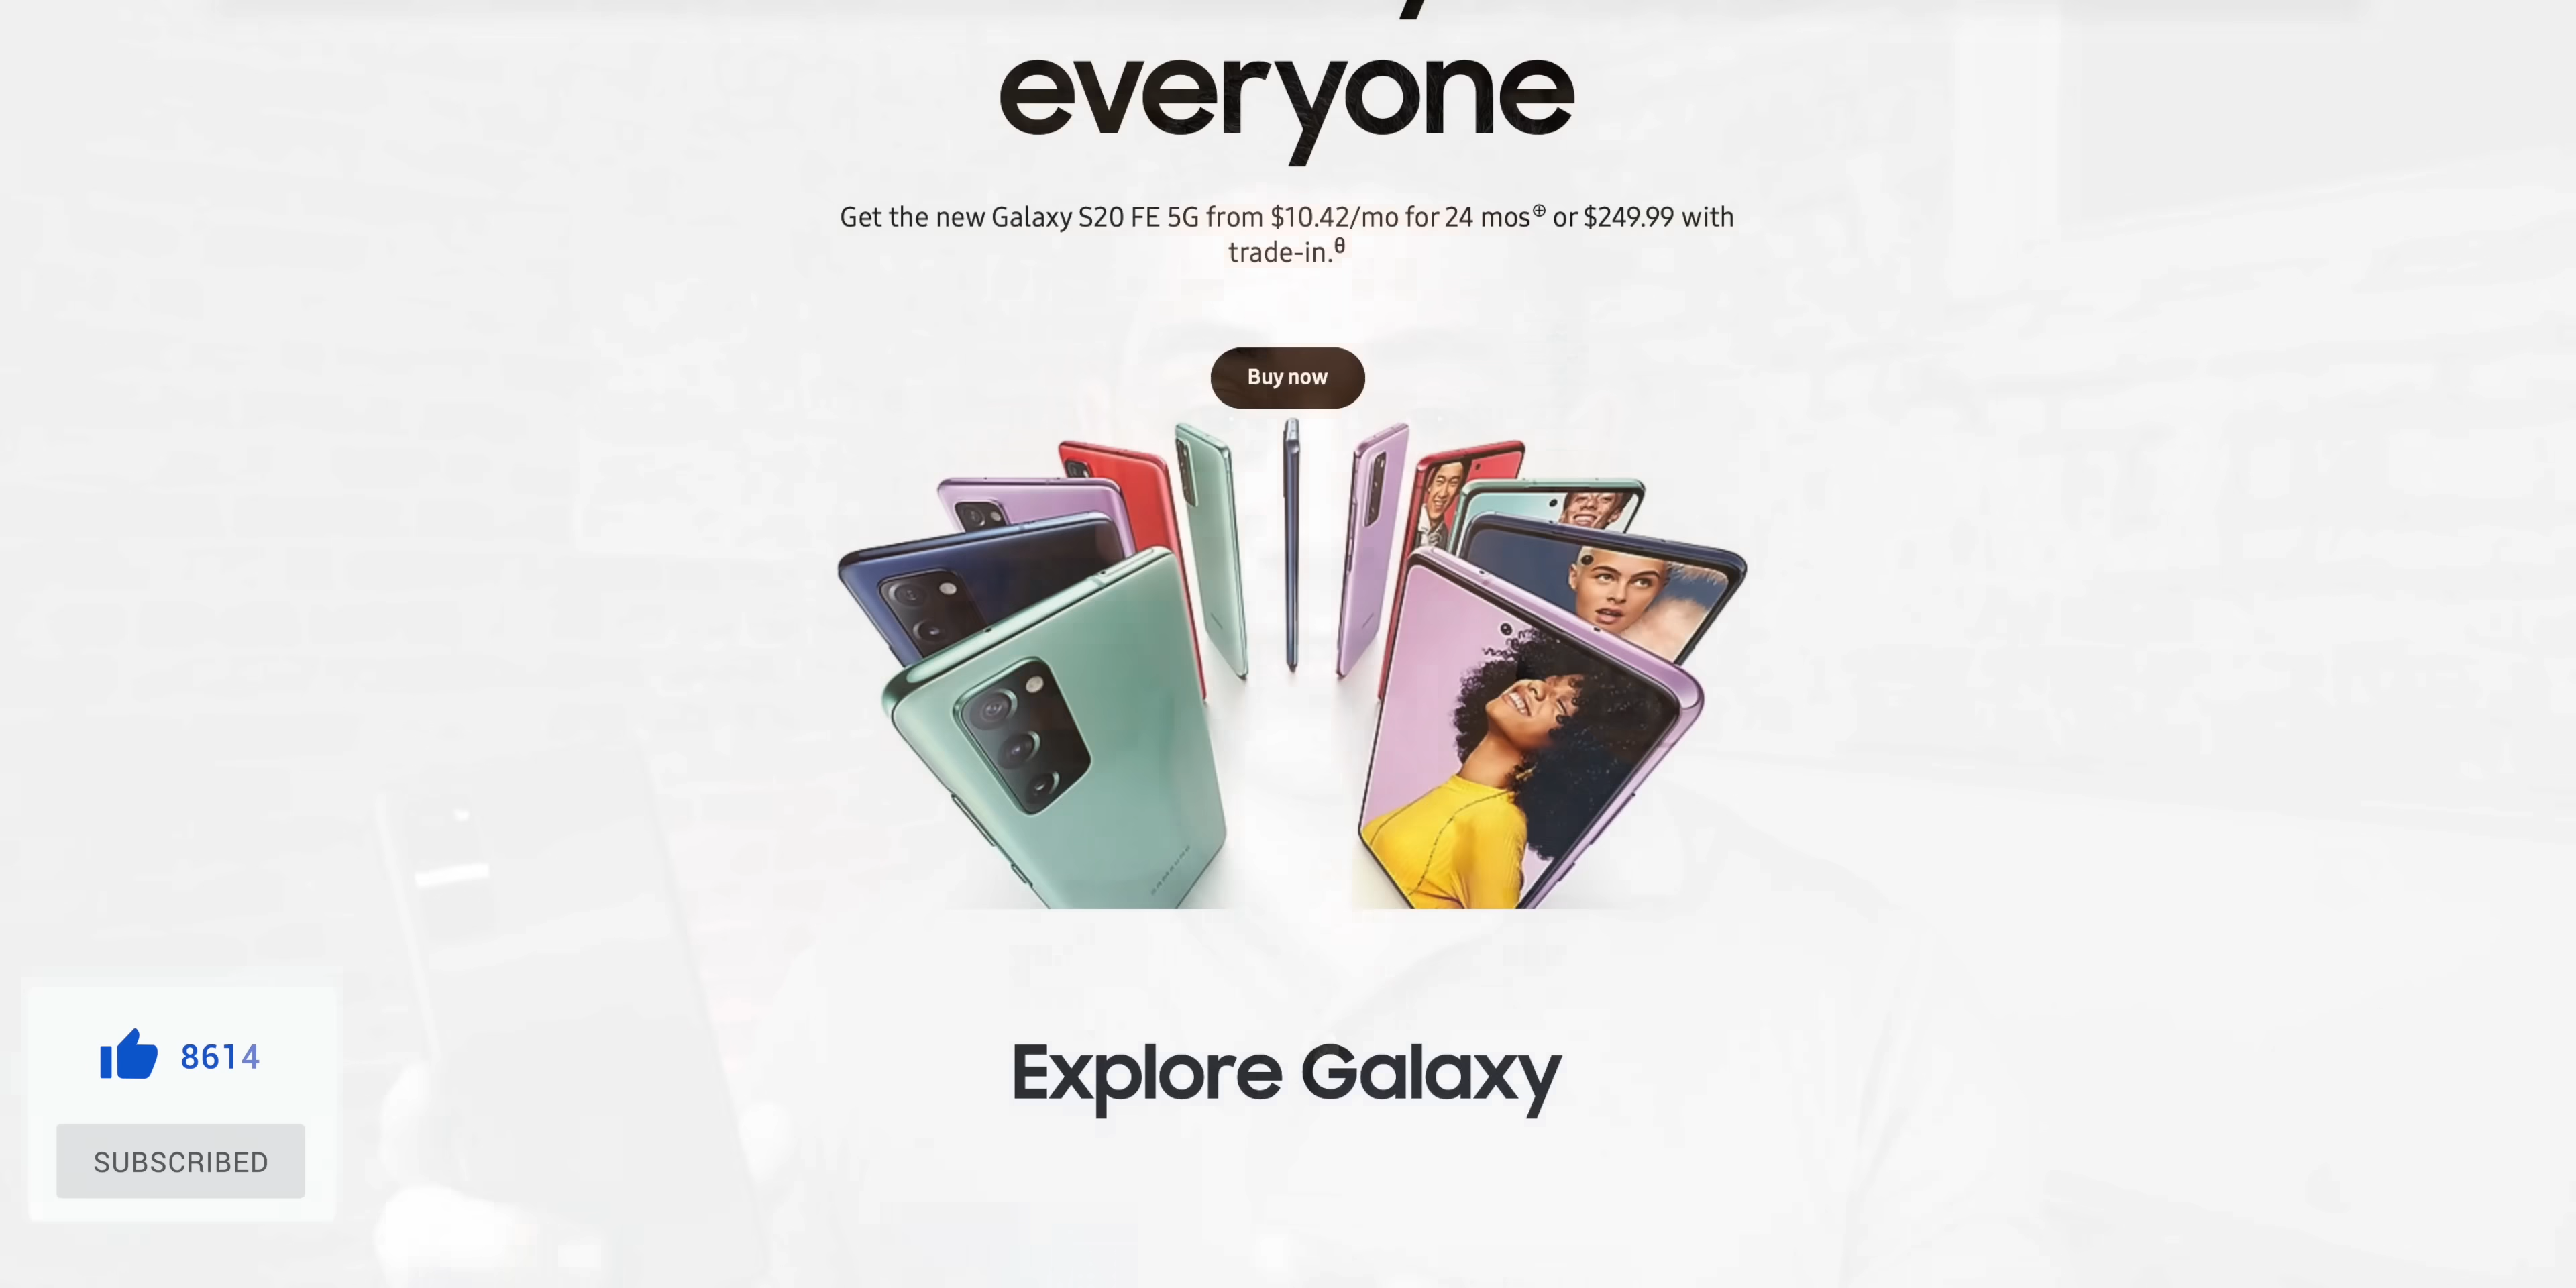 everyone
Get the new Galaxy S20 FE 5G from $10.42/mo for 24 mos⊕ or $249.99 with
trade-in.θ
Buy now
SAMSUNG
8614
Explore Galaxy
SUBSCRIBED